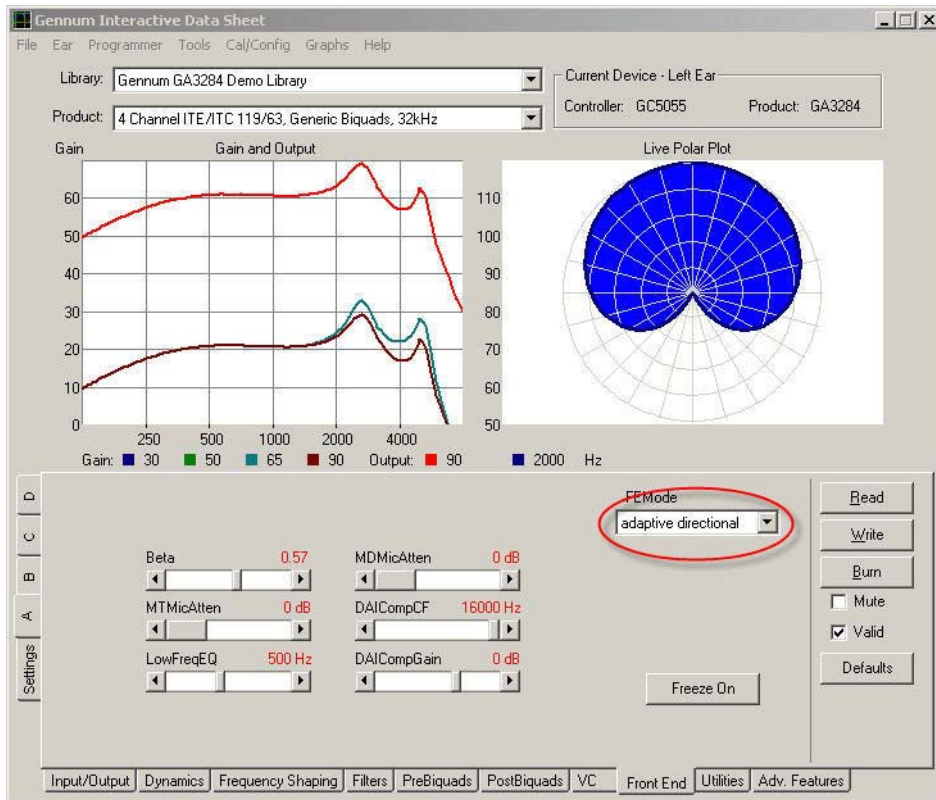 Gennum Interactive Data Sheet
File Ear Programmer Tools Cal/Config Graphs Help
Library: Gennum GA3284 Demo Library
Product: 4 Channel ITE/ITC 119/63, Generic Biquads, 32kHz
Current Device - Left Ear
Controller: GC5055 Product: GA3284
Gain Gain and Output
60
50
40
30
20
10
0
110
100
90
80
70
60
50
250 500 1000 2000 4000
Gain: 30 50 65 90 Output: 90 2000 Hz
Live Polar Plot
D
C
B
A
Settings
FEMode
adaptive directional
Beta 0.57
MDMicAtten 0 dB
MTMicAtten 0 dB
DAICompCF 16000 Hz
LowFreqEQ 500 Hz
DAICompGain 0 dB
Freeze On
Read
Write
Burn
Mute
Valid
Defaults
Input/Output Dynamics Frequency Shaping Filters PreBiquads PostBiquads VC Front End Utilities Adv. Features